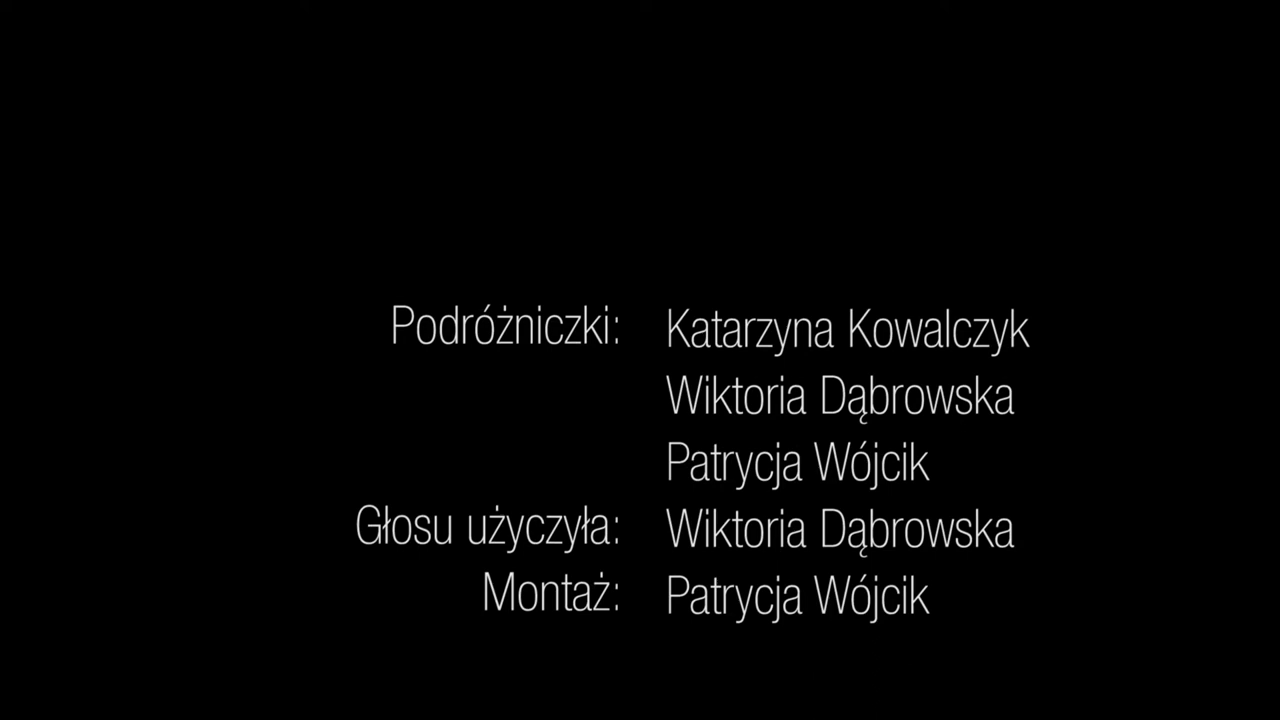 Podróżniczki: Katarzyna Kowalczyk
Wiktoria Dąbrowska
Patrycja Wójcik
Głosu użyczyła: Wiktoria Dąbrowska
Montaż: Patrycja Wójcik